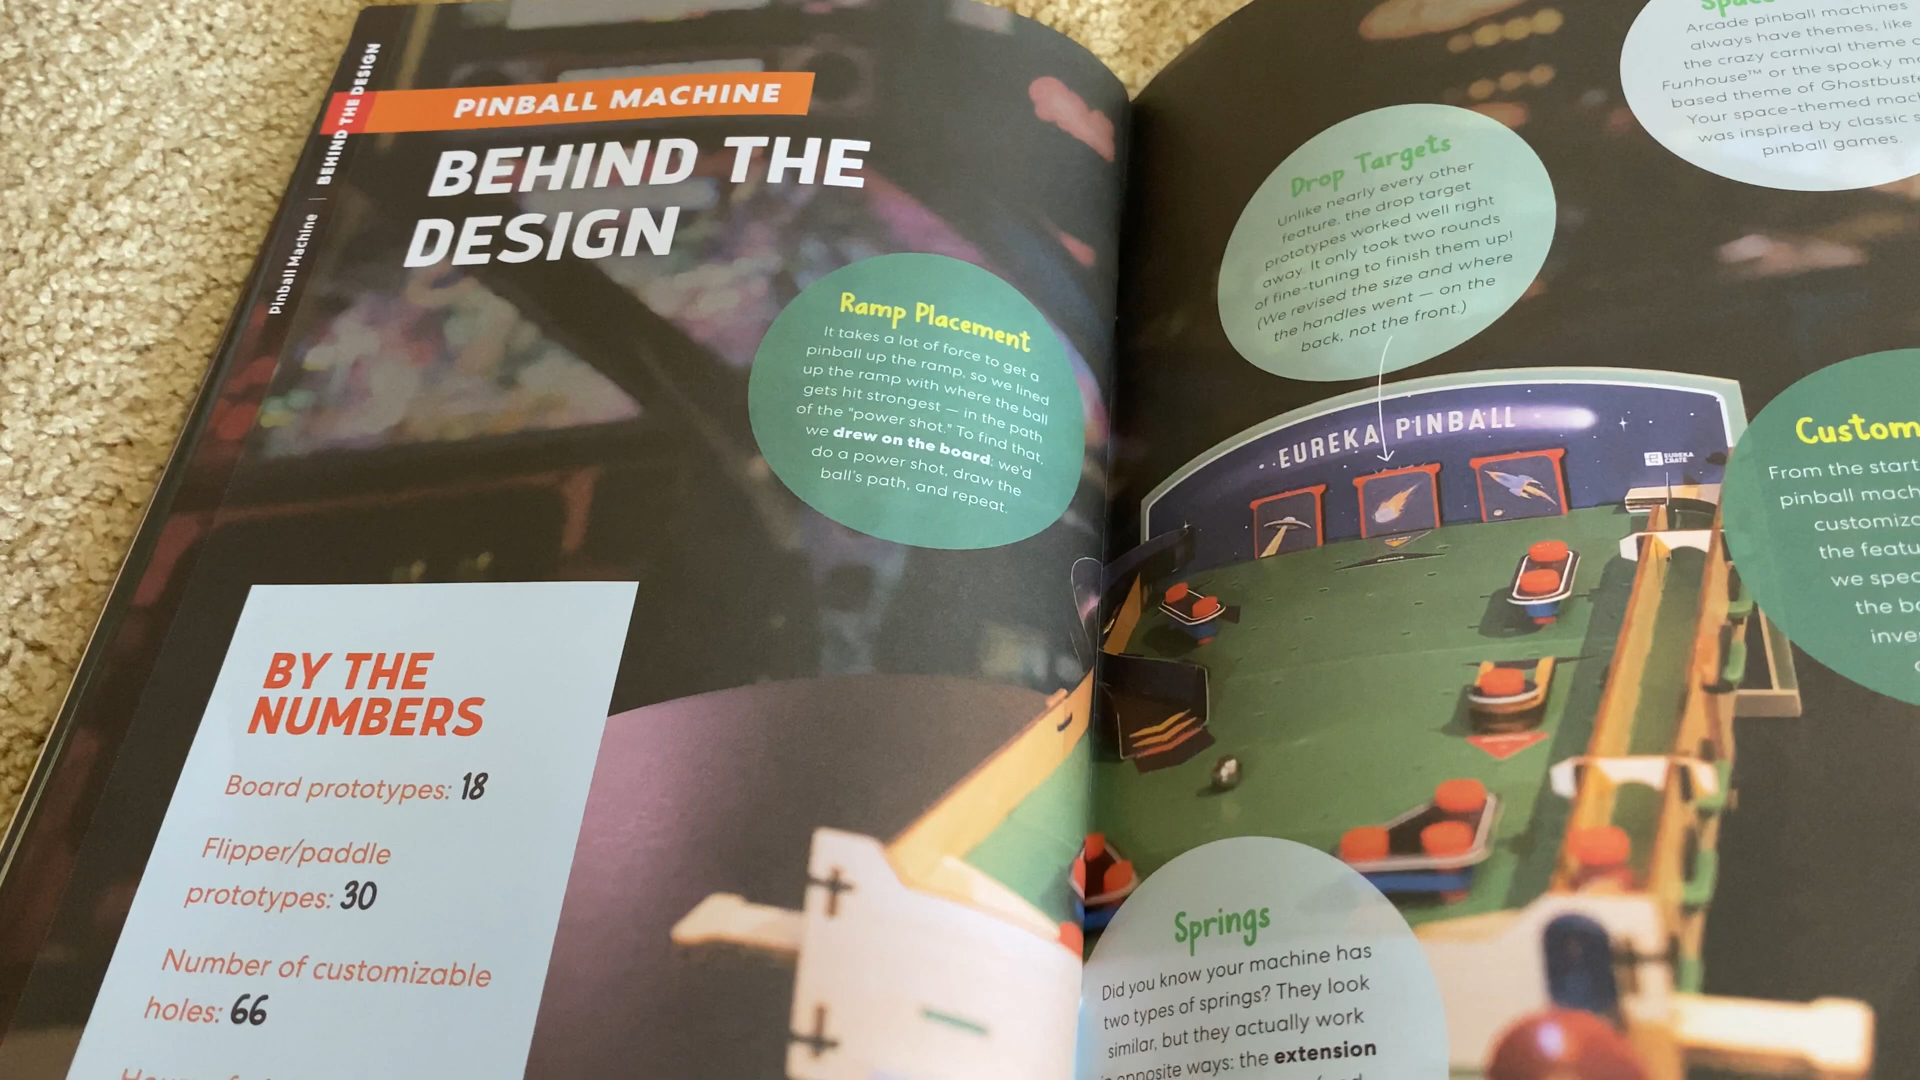 BEHIND THE DESIGN
Pinball Machine
PINBALL MACHINE
BEHIND THE
DESIGN
Ramp Placement
It takes a lot of force to get a
pinball up the ramp, so we lined
up the ramp with where the ball
gets hit strongest — in the path
of the "power shot." To find that,
we drew on the board; we'd
do a power shot, draw the
ball's path, and repeat.
BY THE
NUMBERS
Board prototypes: 18
Flipper/paddle
prototypes: 30
Number of customizable
holes: 66
Arcade pinball machines
always have themes, like
the crazy carnival theme
Funhouse™ or the spooky
based theme of
Your space-themed
was inspired by classic
pinball games.
Drop Targets
Unlike nearly every other
feature, the drop target
prototypes worked well right
away. It only took two rounds
of fine-tuning to finish them up!
(We revised the size and where
the handles went — on the
back, not the front.)
EUREKA PINBALL
EUREKA
CRATE
From the start
pinball
the
we
the
Springs
Did you know your machine has
two types of springs? They look
similar, but they actually work
opposite ways: the extension